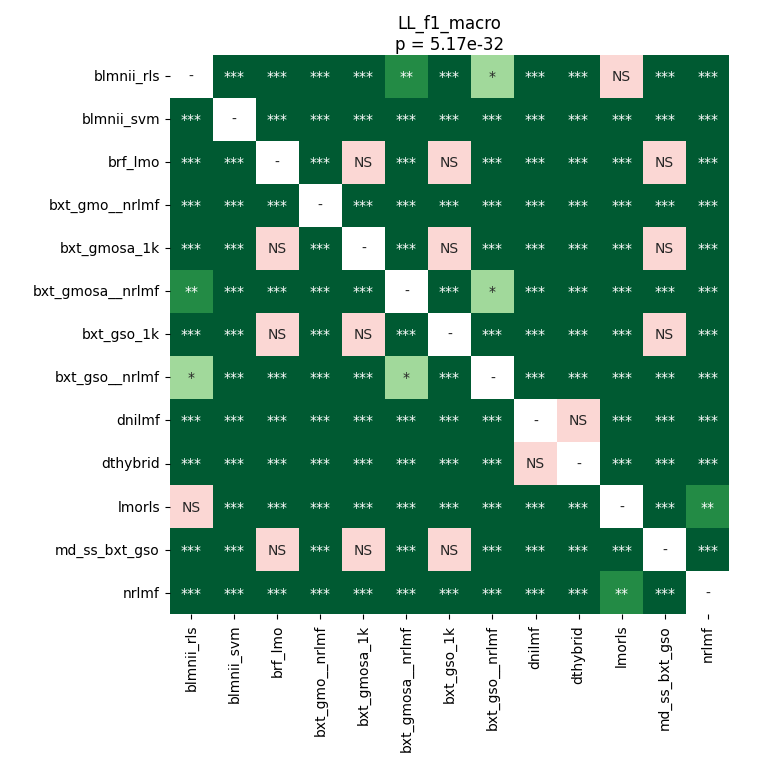 LL_f1_macro
p = 5.17e-32
blmnii_rls - *** *** *** *** ** *** * *** *** NS *** ***
blmnii_svm *** - *** *** *** *** *** *** *** *** *** *** ***
brf_lmo *** *** - *** NS *** NS *** *** *** *** NS ***
bxt_gmo__nrlmf *** *** *** - *** *** *** *** *** *** *** *** ***
bxt_gmosa_1k *** *** NS *** - *** NS *** *** *** *** NS ***
bxt_gmosa__nrlmf ** *** *** *** *** - *** * *** *** *** *** ***
bxt_gso_1k *** *** NS *** NS *** - *** *** *** *** NS ***
bxt_gso__nrlmf * *** *** *** *** * *** - *** *** *** *** ***
dnilmf *** *** *** *** *** *** *** *** - NS *** *** ***
dthybrid *** *** *** *** *** *** *** *** NS - *** *** ***
lmorls NS *** *** *** *** *** *** *** *** *** - *** **
md_ss_bxt_gso *** *** NS *** NS *** NS *** *** *** *** - ***
nrlmf *** *** *** *** *** *** *** *** *** *** ** *** -
blmnii_rls
blmnii_svm
brf_lmo
bxt_gmo__nrlmf
bxt_gmosa_1k
bxt_gmosa__nrlmf
bxt_gso_1k
bxt_gso__nrlmf
dnilmf
dthybrid
lmorls
md_ss_bxt_gso
nrlmf